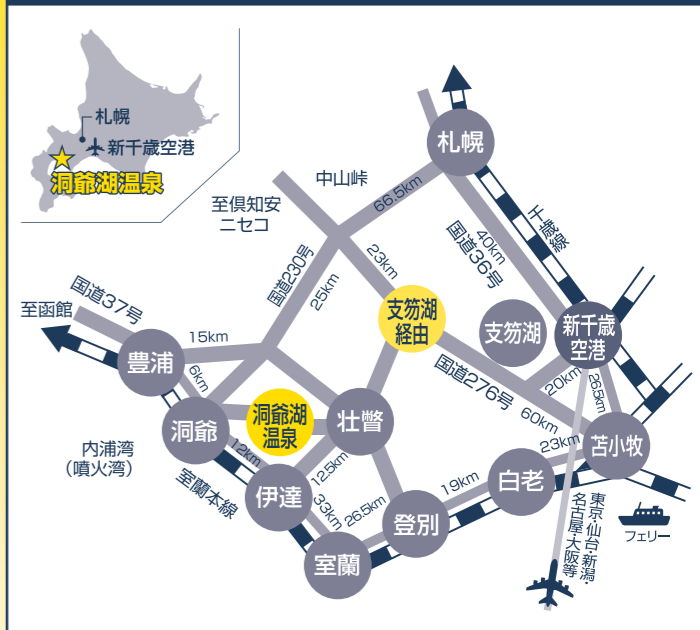 札幌
新千歳空港
洞爺湖温泉
札幌
中山峠
66.5km
至倶知安
ニセコ
千歳線
40km
国道36号
国道230号
25km
23km
国道37号
至函館
支笏湖
経由
支笏湖
新千歳
空港
15km
豊浦
6km
国道276号
20km
26.5km
60km
洞爺
洞爺湖
温泉
壮瞥
苫小牧
内浦湾
(噴火湾)
12km
12.5km
23km
室蘭本線
伊達
33km
26.5km
19km
白老
登別
室蘭
東京・仙台・新潟・
名古屋・大阪等
フェリー